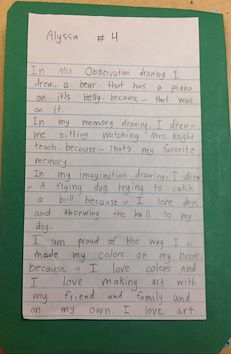 Alyssa # 4
In my Observation drawing I
drew... a bear that has a piano
on it's belly. because... that was
on it.
In my memory drawing, I drew...
me sitting watching Mrs. Knight
teach. because... That's my favorite
memory.
In my imagination drawing, I drew
... A flying dog trying to catch
a ball because... I love dogs
and thorwing the ball to my
dog.
I am proud of the way I
made my colors on my book
because... I love colors and
I love making art with
my friend and family and
on my own I love art